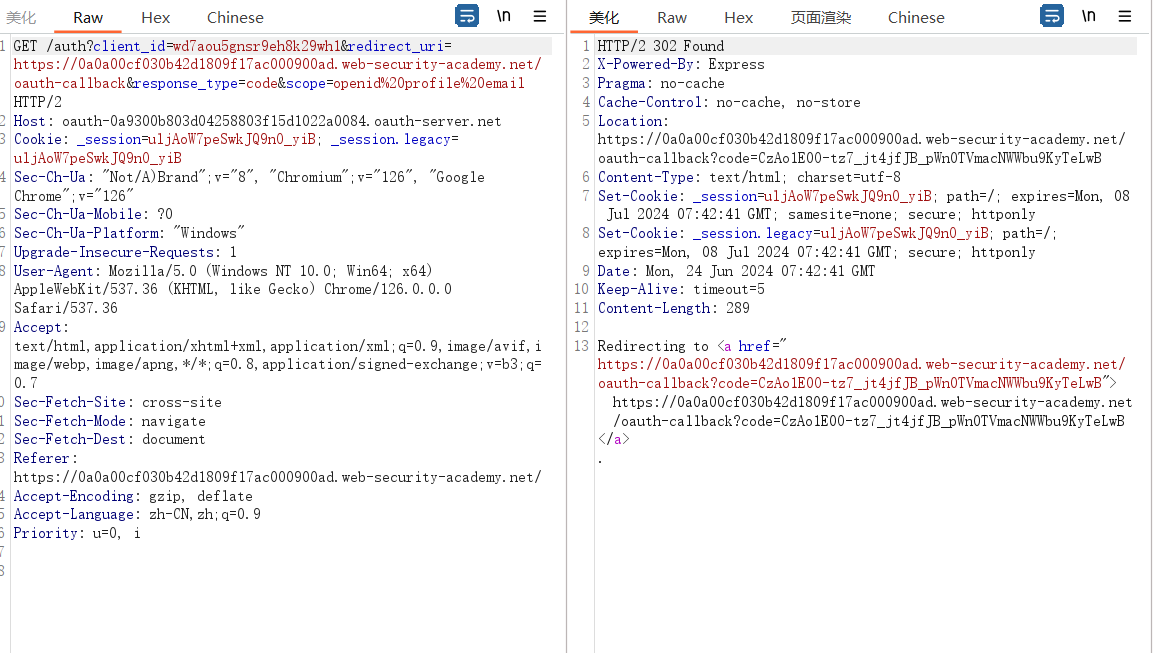 美化 Raw Hex Chinese \n
1 GET /auth?client_id=wd7aou5gnsr9eh8k29wh1&redirect_uri=
https://0a0a00cf030b42d1809f17ac000900ad.web-security-academy.net/
oauth-callback&response_type=code&scope=openid%20profile%20email
HTTP/2
2 Host: oauth-0a9300b803d04258803f15d1022a0084.oauth-server.net
3 Cookie: _session=uljAoW7peSwkJQ9n0_yiB; _session.legacy=
uljAoW7peSwkJQ9n0_yiB
4 Sec-Ch-Ua: "Not/A)Brand";v="8", "Chromium";v="126", "Google
Chrome";v="126"
5 Sec-Ch-Ua-Mobile: ?0
6 Sec-Ch-Ua-Platform: "Windows"
7 Upgrade-Insecure-Requests: 1
8 User-Agent: Mozilla/5.0 (Windows NT 10.0; Win64; x64)
AppleWebKit/537.36 (KHTML, like Gecko) Chrome/126.0.0.0
Safari/537.36
9 Accept:
text/html,application/xhtml+xml,application/xml;q=0.9,image/avif,i
mage/webp,image/apng,*/*;q=0.8,application/signed-exchange;v=b3;q=
0.7
0 Sec-Fetch-Site: cross-site
1 Sec-Fetch-Mode: navigate
2 Sec-Fetch-Dest: document
3 Referer:
https://0a0a00cf030b42d1809f17ac000900ad.web-security-academy.net/
4 Accept-Encoding: gzip, deflate
5 Accept-Language: zh-CN,zh;q=0.9
6 Priority: u=0, i
7
8
美化 Raw Hex 页面渲染 Chinese \n
1 HTTP/2 302 Found
2 X-Powered-By: Express
3 Pragma: no-cache
4 Cache-Control: no-cache, no-store
5 Location:
https://0a0a00cf030b42d1809f17ac000900ad.web-security-academy.net/
oauth-callback?code=CzAo1E00-tz7_jt4jfJB_pWn0TVmacNWWbu9KyTeLwB
6 Content-Type: text/html; charset=utf-8
7 Set-Cookie: _session=uljAoW7peSwkJQ9n0_yiB; path=/; expires=Mon, 08
Jul 2024 07:42:41 GMT; samesite=none; secure; httponly
8 Set-Cookie: _session.legacy=uljAoW7peSwkJQ9n0_yiB; path=/;
expires=Mon, 08 Jul 2024 07:42:41 GMT; secure; httponly
9 Date: Mon, 24 Jun 2024 07:42:41 GMT
10 Keep-Alive: timeout=5
11 Content-Length: 289
12
13 Redirecting to <a href="
https://0a0a00cf030b42d1809f17ac000900ad.web-security-academy.net/
oauth-callback?code=CzAo1E00-tz7_jt4jfJB_pWn0TVmacNWWbu9KyTeLwB">
https://0a0a00cf030b42d1809f17ac000900ad.web-security-academy.net
/oauth-callback?code=CzAo1E00-tz7_jt4jfJB_pWn0TVmacNWWbu9KyTeLwB
</a>
.